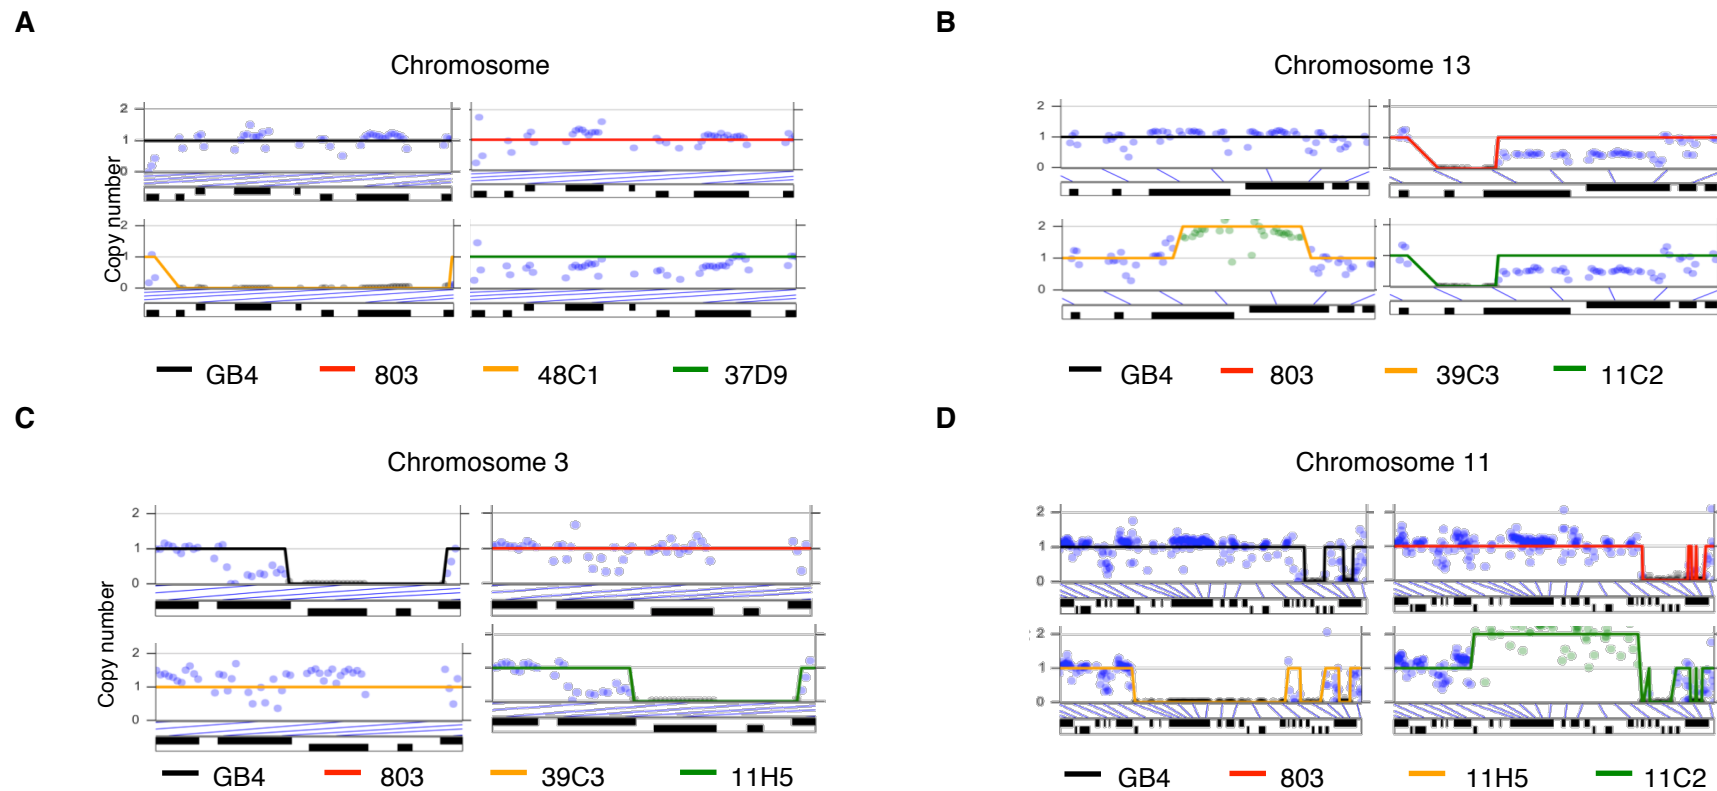 A
B
Chromosome
Chromosome 13
2
1
0
2
1
0
Copy number
2
1
0
2
1
0
GB4 803 48C1 37D9
GB4 803 39C3 11C2
C
D
Chromosome 3
Chromosome 11
2
1
0
2
1
0
Copy number
2
1
0
2
1
0
GB4 803 39C3 11H5
GB4 803 11H5 11C2